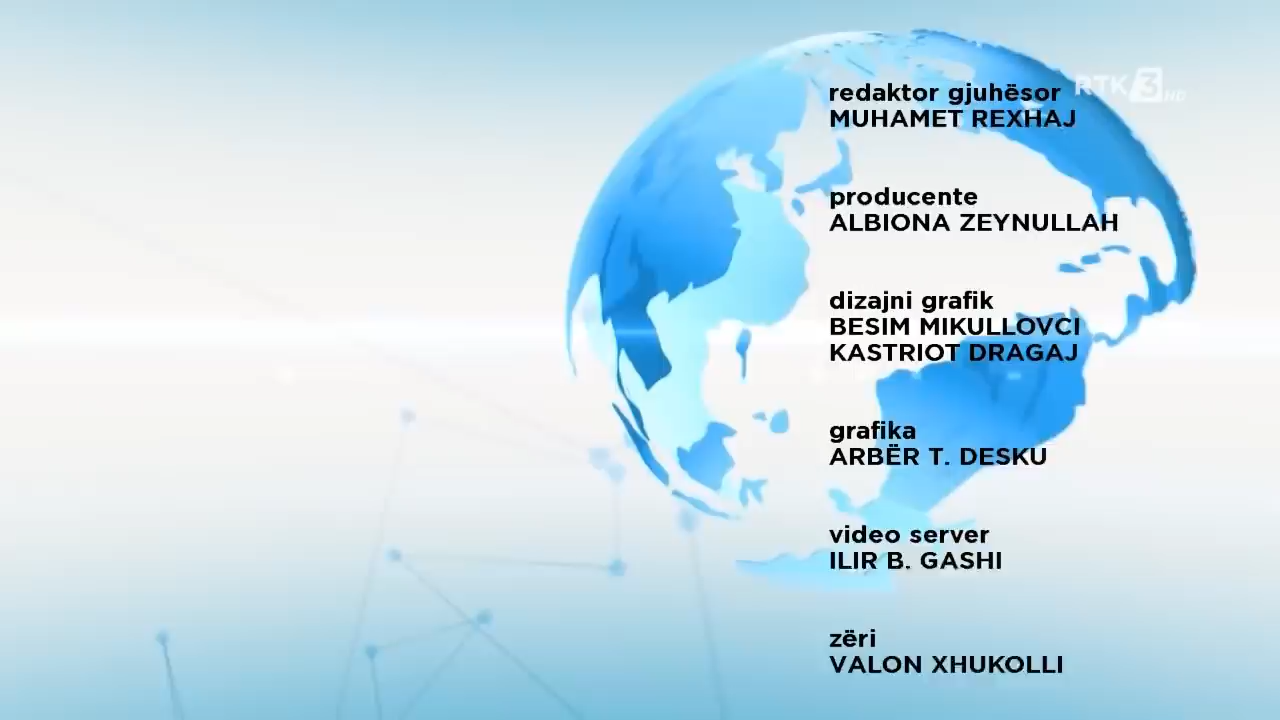 RTK 3 HD
redaktor gjuhësor
MUHAMET REXHAJ
producente
ALBIONA ZEYNULLAH
dizajni grafik
BESIM MIKULLOVCI
KASTRIOT DRAGAJ
grafika
ARBËR T. DESKU
video server
ILIR B. GASHI
zëri
VALON XHUKOLLI